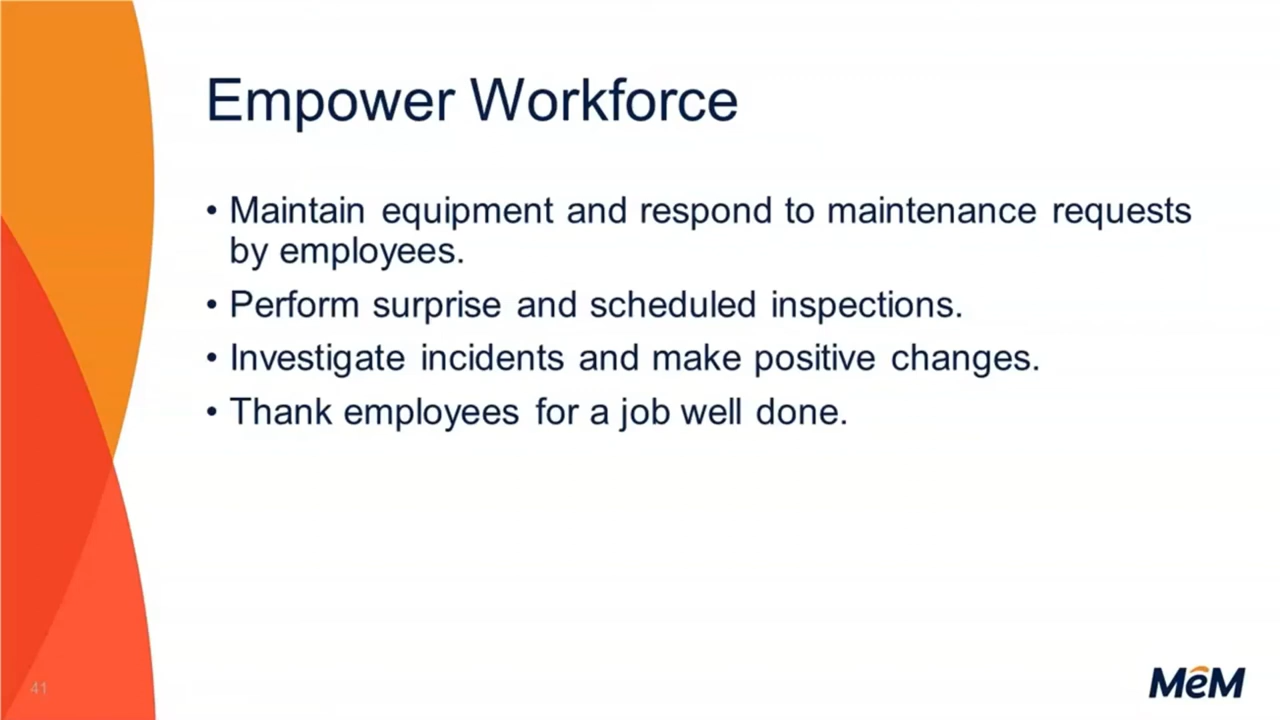 Empower Workforce
• Maintain equipment and respond to maintenance requests
by employees.
• Perform surprise and scheduled inspections.
• Investigate incidents and make positive changes.
• Thank employees for a job well done.
41
MêM